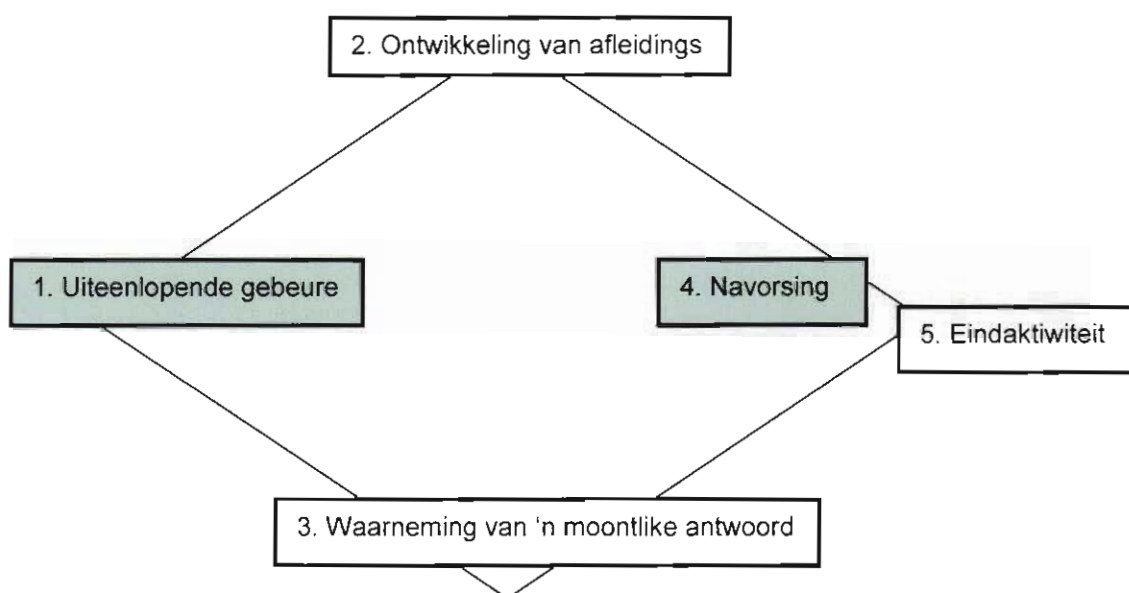 2. Ontwikkeling van afleidings
1. Uiteenlopende gebeure
4. Navorsing
5. Eindaktiwiteit
3. Waarneming van 'n moontlike antwoord